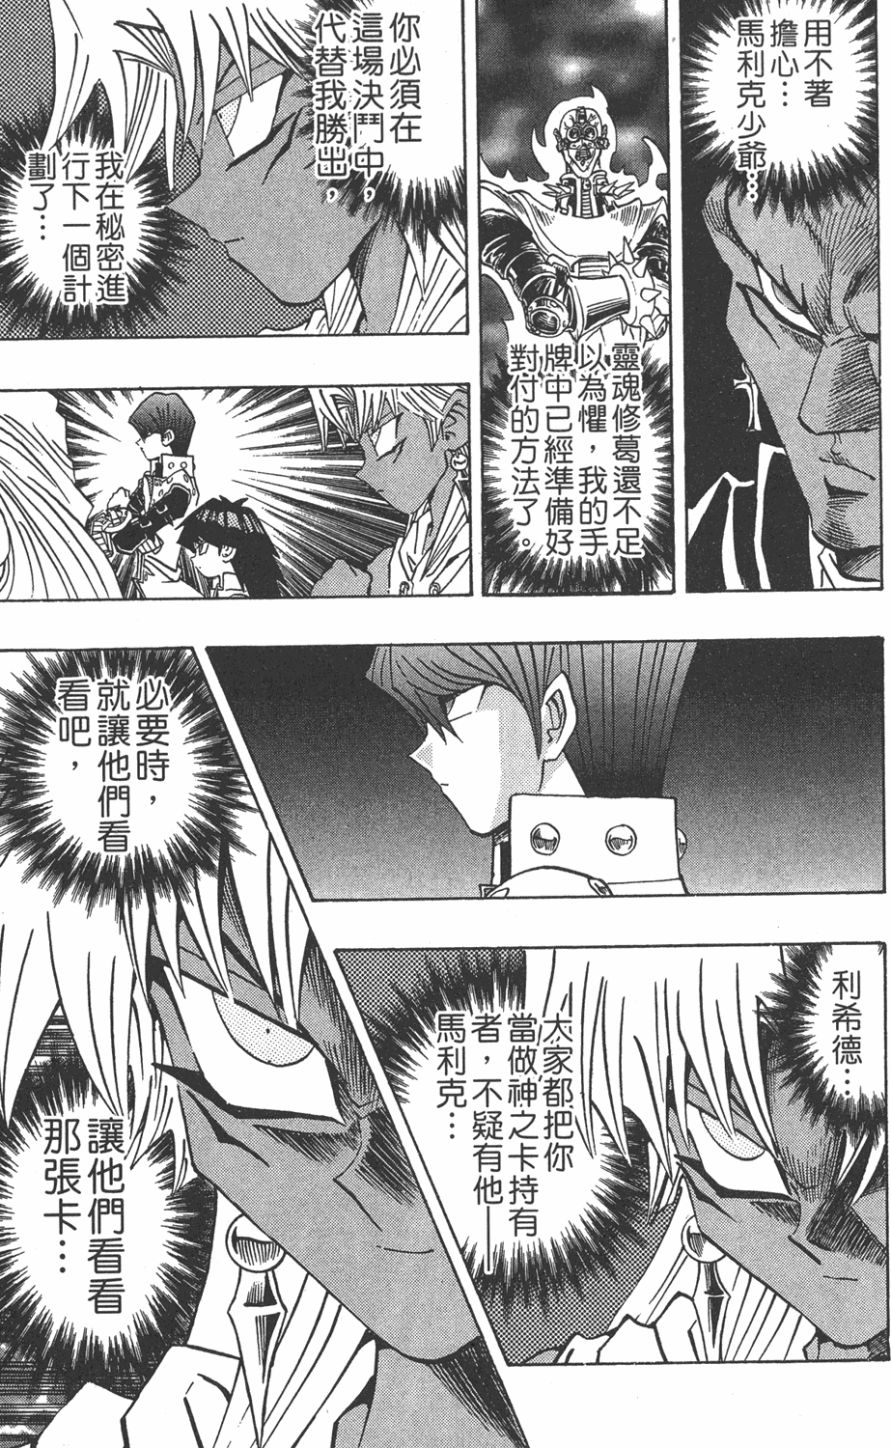 用不著
擔心…
馬利克少爺…
靈魂修葛還不足
以為懼，我的手
牌中已經準備好
對付的方法了。
你必須在
這場決鬥中，
代替我勝出，
我在秘密進
行下一個計
劃了…
利希德…
大家都把你
當做神之卡持有
者，不疑有他──
馬利克…
必要時，
就讓他們看
看吧，
讓他們看看
那張卡…